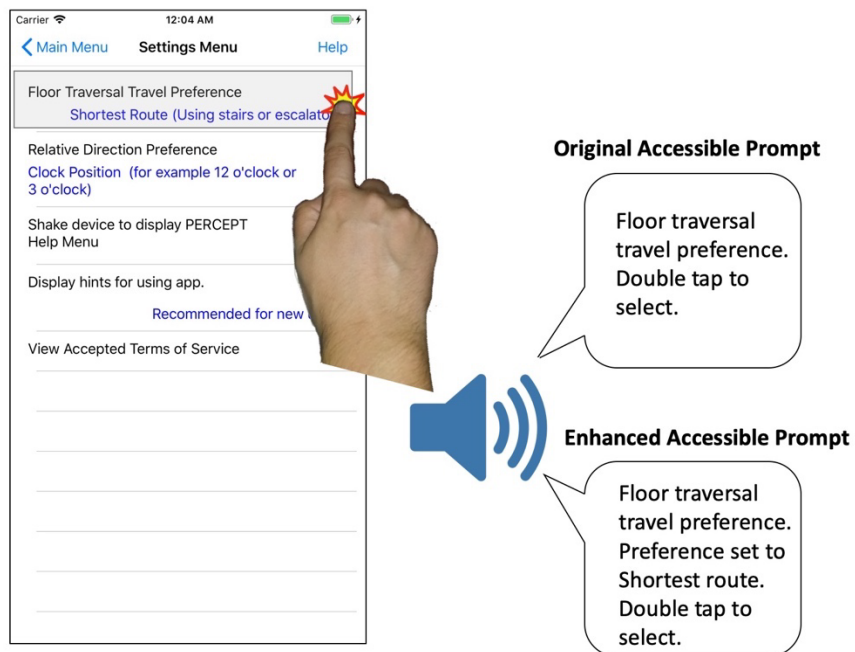 Carrier 12:04 AM
Main Menu Settings Menu Help
Floor Traversal Travel Preference
Shortest Route (Using stairs or
Relative Direction Preference
Clock Position (for example 12 o'clock or
3 o'clock)
Shake device to display PERCEPT
Help Menu
Display hints for using app.
Recommended for new
View Accepted Terms of Service
Original Accessible Prompt
Floor traversal
travel preference.
Double tap to
select.
Enhanced Accessible Prompt
Floor traversal
travel preference.
Preference set to
Shortest route.
Double tap to
select.